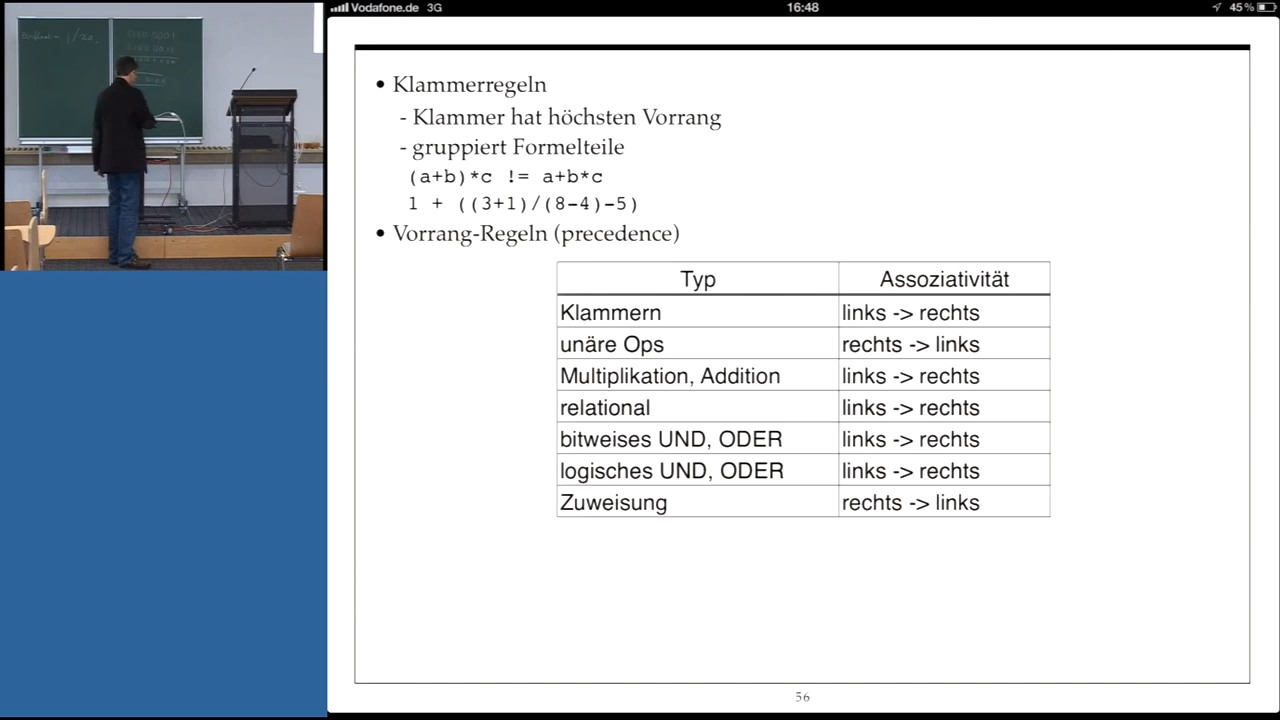 Vodafone.de 3G 16:48 45 %
• Klammerregeln
- Klammer hat höchsten Vorrang
- gruppiert Formelteile
(a+b)*c != a+b*c
1 + ((3+1)/(8-4)-5)
• Vorrang-Regeln (precedence)
Typ Assoziativität
Klammern links -> rechts
unäre Ops rechts -> links
Multiplikation, Addition links -> rechts
relational links -> rechts
bitweises UND, ODER links -> rechts
logisches UND, ODER links -> rechts
Zuweisung rechts -> links
56